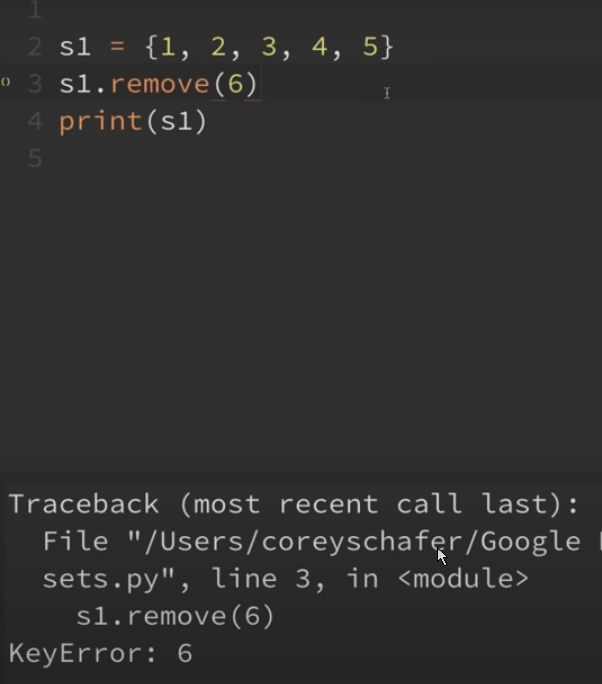 1
2 s1 = {1, 2, 3, 4, 5}
3 s1.remove(6)
4 print(s1)
5
Traceback (most recent call last):
File "/Users/coreyschafer/Google
sets.py", line 3, in <module>
s1.remove(6)
KeyError: 6